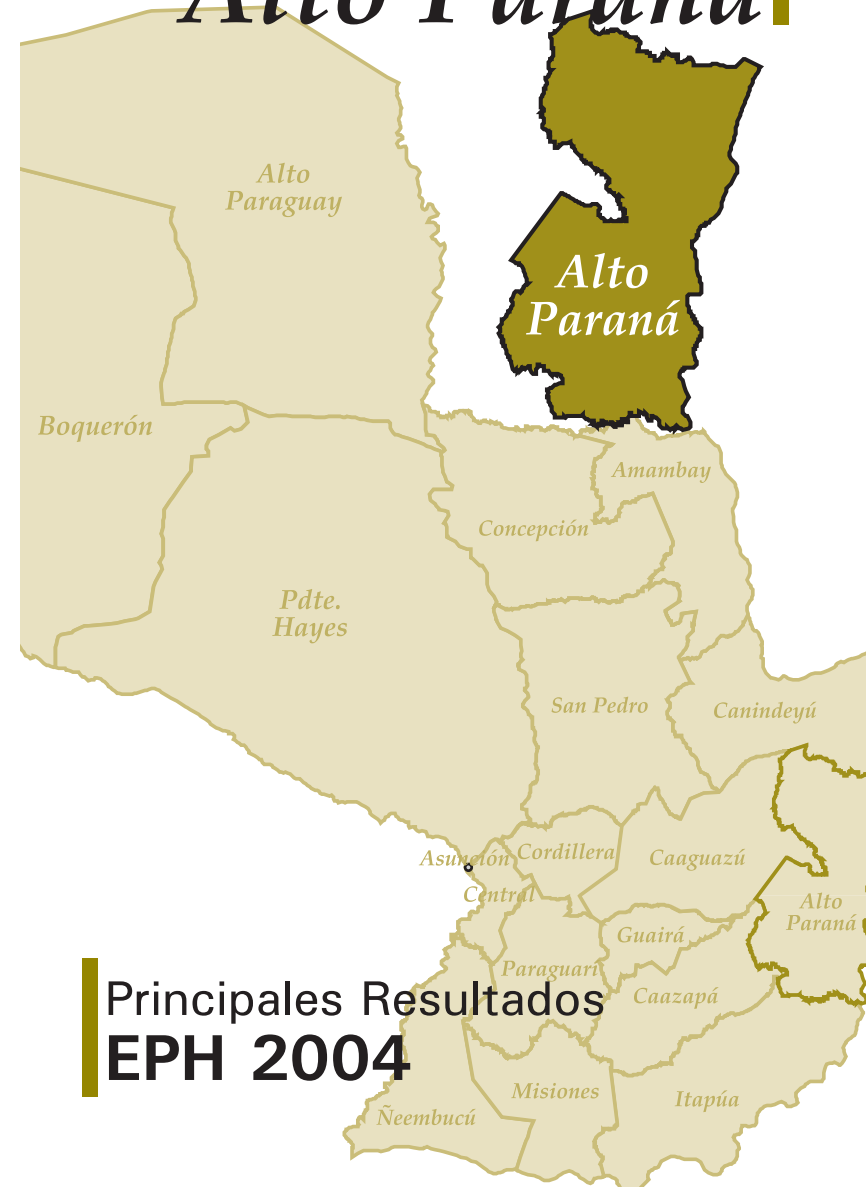 Alto Paraná
Alto
Paraguay
Alto
Paraná
Boquerón
Amambay
Concepción
Pdte.
Hayes
San Pedro
Canindeyú
Asunción
Cordillera
Caaguazú
Central
Alto
Paraná
Guairá
Paraguarí
Caazapá
Principales Resultados
EPH 2004
Misiones
Itapúa
Ñeembucú